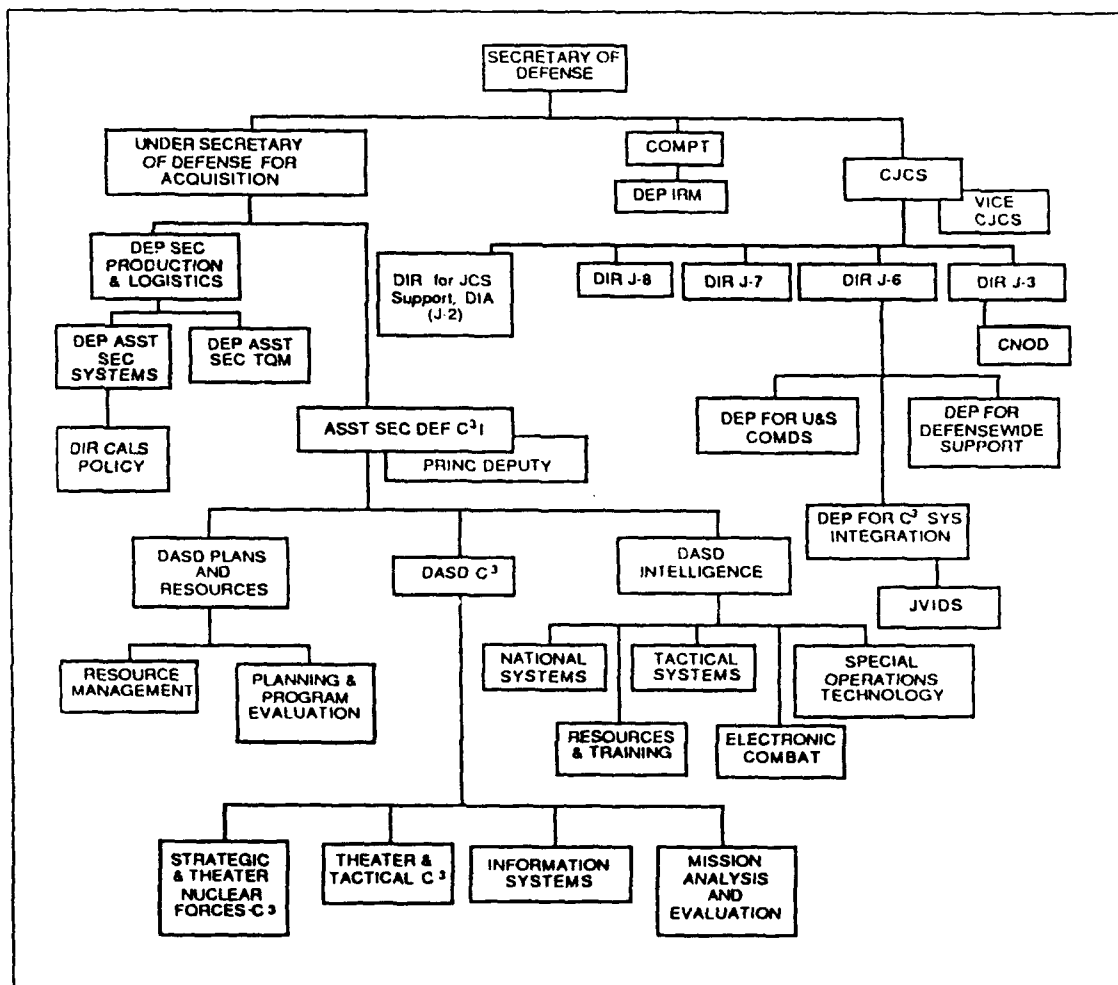 SECRETARY OF
DEFENSE
UNDER SECRETARY
OF DEFENSE FOR
ACQUISITION
COMPT
DEP IRM
CJCS
VICE
CJCS
DEP SEC
PRODUCTION
& LOGISTICS
DIR for JCS
Support, DIA
(J-2)
DIR J-8
DIR J-7
DIR J-6
DIR J-3
DEP ASST
SEC
SYSTEMS
DEP ASST
SEC TQM
CNOD
DIR CALS
POLICY
ASST SEC DEF C³I
PRINC DEPUTY
DEP FOR U&S
COMDS
DEP FOR
DEFENSEWIDE
SUPPORT
DEP FOR C³ SYS
INTEGRATION
JVIDS
DASD PLANS
AND
RESOURCES
DASD C³
DASD
INTELLIGENCE
RESOURCE
MANAGEMENT
PLANNING &
PROGRAM
EVALUATION
NATIONAL
SYSTEMS
TACTICAL
SYSTEMS
SPECIAL
OPERATIONS
TECHNOLOGY
RESOURCES
& TRAINING
ELECTRONIC
COMBAT
STRATEGIC
& THEATER
NUCLEAR
FORCES-C³
THEATER &
TACTICAL C³
INFORMATION
SYSTEMS
MISSION
ANALYSIS
AND
EVALUATION